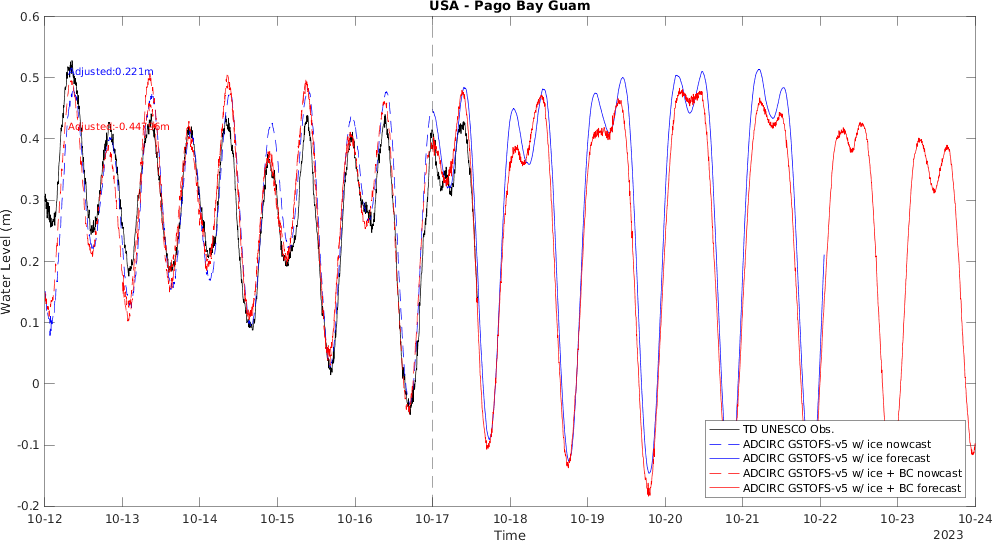 USA - Pago Bay Guam
0.6
0.5
0.4
0.3
0.2
0.1
0
-0.1
-0.2
Water Level (m)
Adjusted:0.221m
10-12 10-13 10-14 10-15 10-16 10-17 10-18 10-19 10-20 10-21 10-22 10-23 10-24
Time
2023
TD UNESCO Obs.
ADCIRC GSTOFS-v5 w/ ice nowcast
ADCIRC GSTOFS-v5 w/ ice forecast
ADCIRC GSTOFS-v5 w/ ice + BC nowcast
ADCIRC GSTOFS-v5 w/ ice + BC forecast